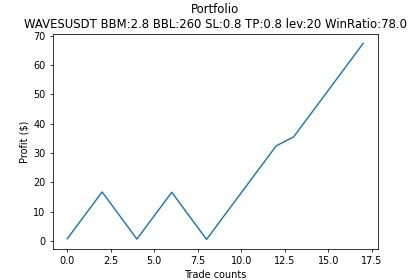 Portfolio
WAVESUSDT BBM:2.8 BBL:260 SL:0.8 TP:0.8 lev:20 WinRatio:78.0
70
60
50
40
30
20
10
0
Profit ($)
0.0 2.5 5.0 7.5 10.0 12.5 15.0 17.5
Trade counts